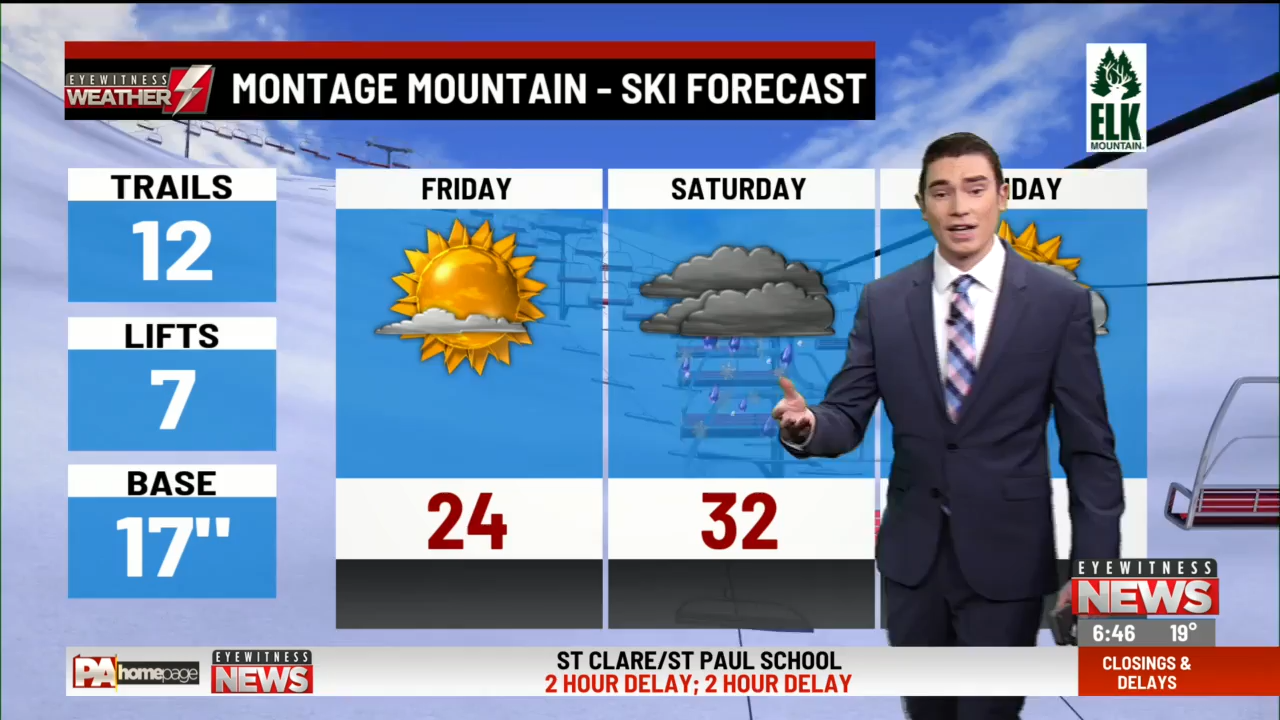 EYEWITNESS
WEATHER
MONTAGE MOUNTAIN - SKI FORECAST
ELK
MOUNTAIN
TRAILS
12
LIFTS
7
BASE
17"
FRIDAY
24
SATURDAY
32
DAY
EYEWITNESS
NEWS
6:46 19°
PA homepage
EYEWITNESS
NEWS
ST CLARE/ST PAUL SCHOOL
2 HOUR DELAY; 2 HOUR DELAY
CLOSINGS &
DELAYS